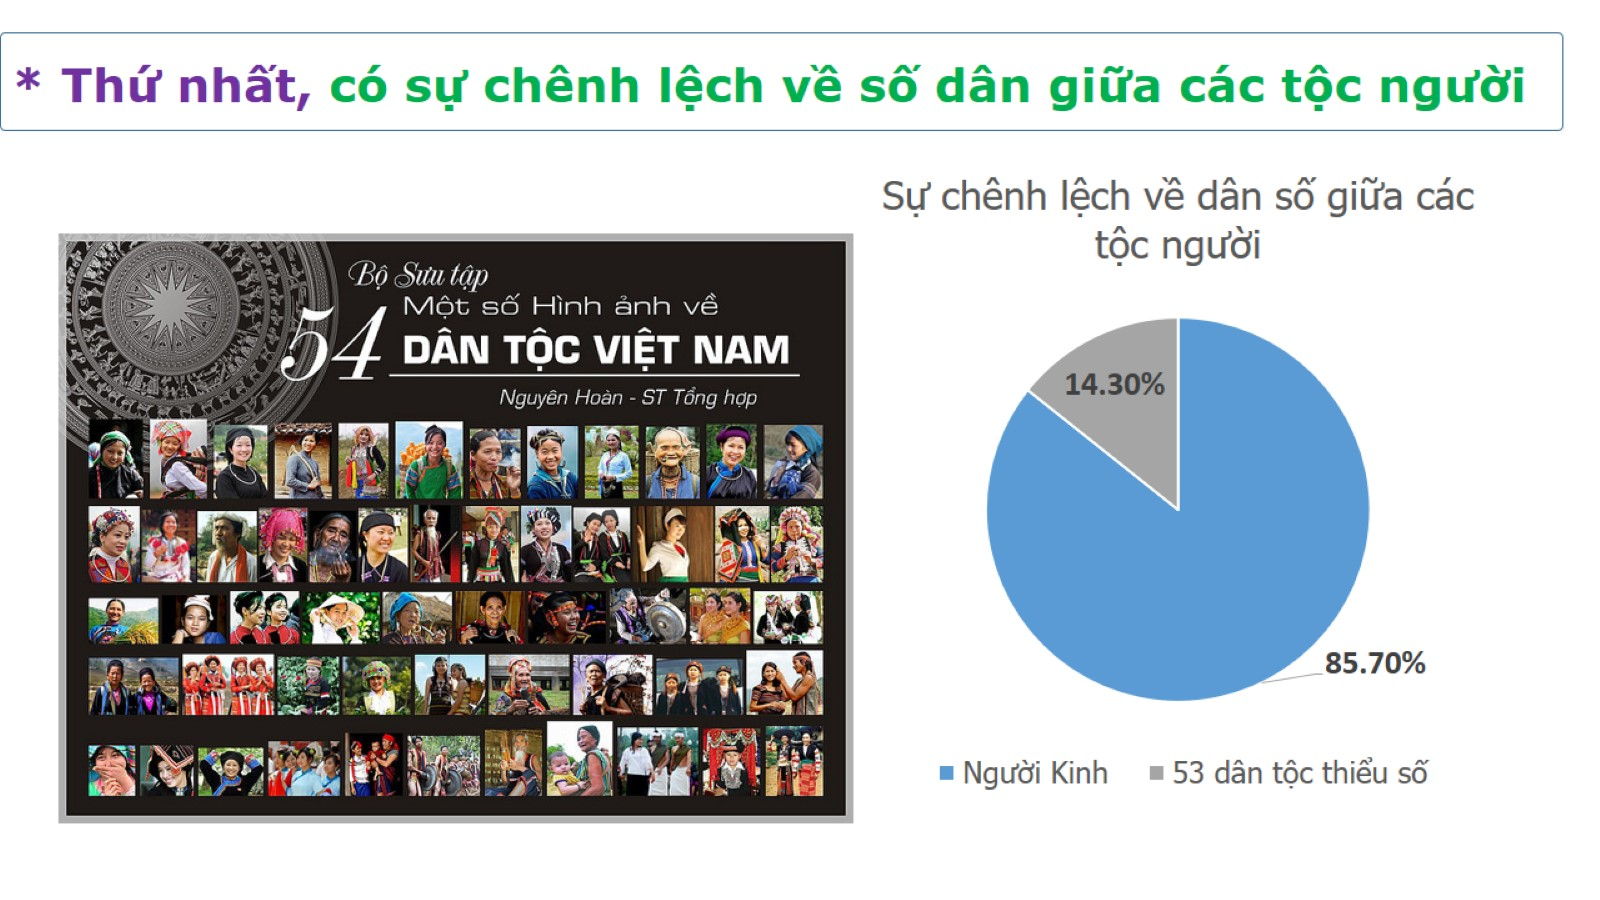 * Thứ nhất, có sự chênh lệch về số dân giữa các tộc người
Bộ Sưu tập
54
Một số Hình ảnh về
DÂN TỘC VIỆT NAM
Nguyên Hoàn - ST Tổng hợp
Sự chênh lệch về dân số giữa các
tộc người
14.30%
85.70%
Người Kinh
53 dân tộc thiểu số